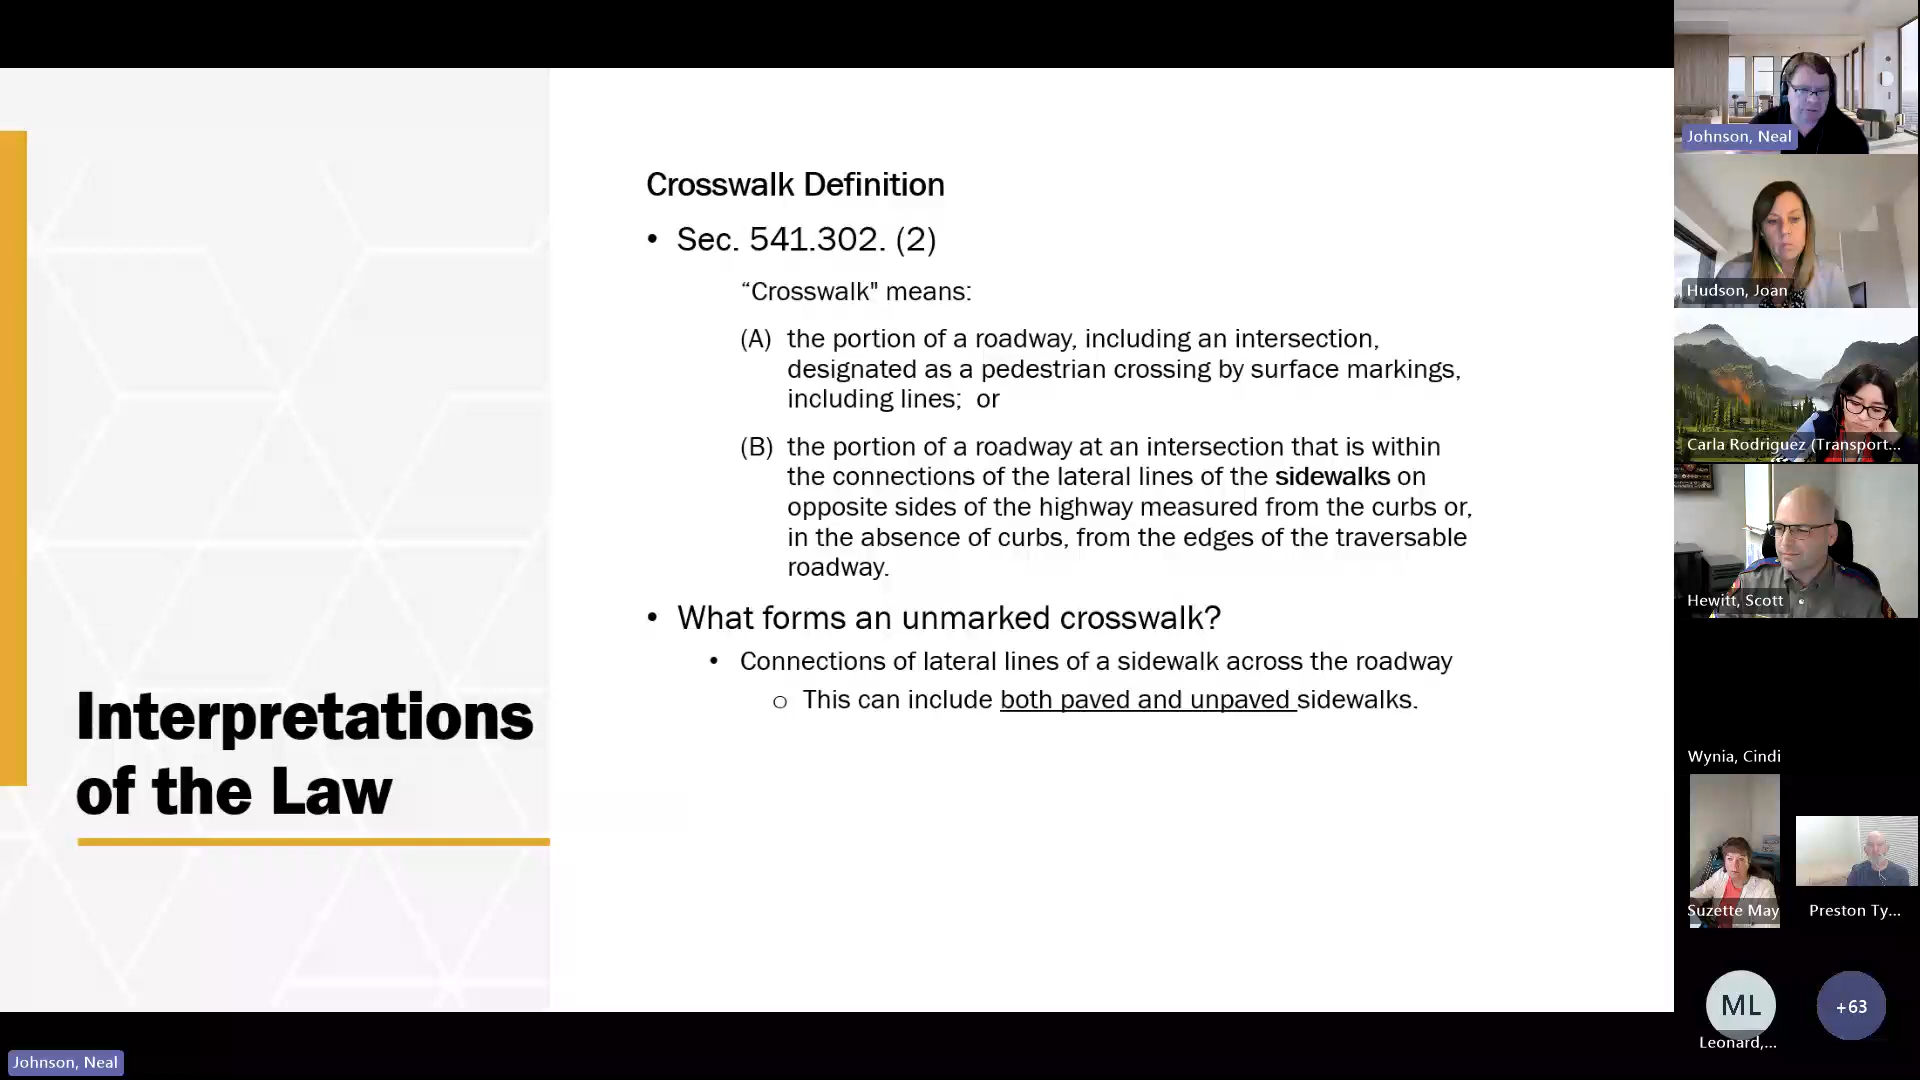 Interpretations
of the Law
Crosswalk Definition
• Sec. 541.302. (2)
“Crosswalk" means:
(A) the portion of a roadway, including an intersection,
designated as a pedestrian crossing by surface markings,
including lines; or
(B) the portion of a roadway at an intersection that is within
the connections of the lateral lines of the sidewalks on
opposite sides of the highway measured from the curbs or,
in the absence of curbs, from the edges of the traversable
roadway.
• What forms an unmarked crosswalk?
• Connections of lateral lines of a sidewalk across the roadway
o This can include both paved and unpaved sidewalks.
Johnson, Neal
Johnson, Neal
Hudson, Joan
Carla Rodriguez (Transport...
Hewitt, Scott
Wynia, Cindi
Suzette May
Preston Ty...
ML
Leonard,...
+63